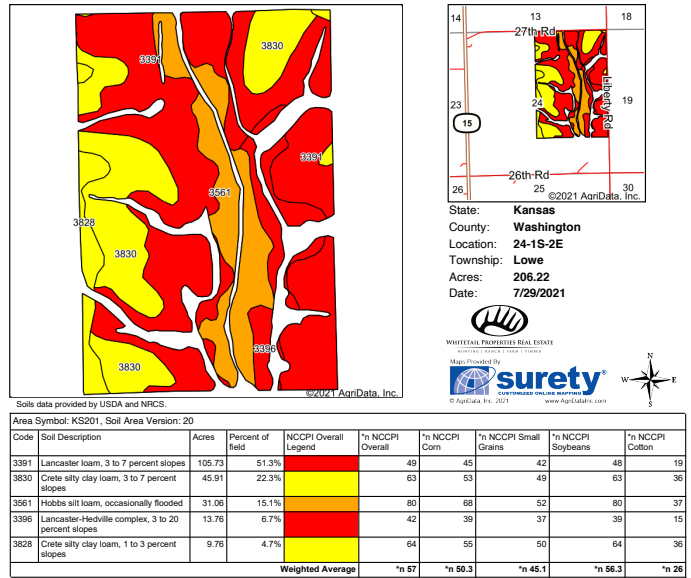 3391
3830
3391
3561
3828
3830
3396
3830
©2021 AgriData, Inc.
Soils data provided by USDA and NRCS.
14
13
18
27th Rd
23
24
19
Liberty Rd
15
26th Rd
26
25
30
©2021 AgriData, Inc.
State: Kansas
County: Washington
Location: 24-1S-2E
Township: Lowe
Acres: 206.22
Date: 7/29/2021
WHITETAIL PROPERTIES REAL ESTATE
HUNTING | RANCH | FARM | TIMBER
Maps Provided By:
surety®
CUSTOMIZED ONLINE MAPPING
© AgriData, Inc. 2021 www.AgriDataInc.com
N
W E
S
Area Symbol: KS201, Soil Area Version: 20
Code Soil Description Acres Percent of field NCCPI Overall Legend *n NCCPI Overall *n NCCPI Corn *n NCCPI Small Grains *n NCCPI Soybeans *n NCCPI Cotton
3391 Lancaster loam, 3 to 7 percent slopes 105.73 51.3% 49 45 42 48 19
3830 Crete silty clay loam, 3 to 7 percent slopes 45.91 22.3% 63 53 49 63 36
3561 Hobbs silt loam, occasionally flooded 31.06 15.1% 80 68 52 80 37
3396 Lancaster-Hedville complex, 3 to 20 percent slopes 13.76 6.7% 42 39 37 39 15
3828 Crete silty clay loam, 1 to 3 percent slopes 9.76 4.7% 64 55 50 64 36
Weighted Average *n 57 *n 50.3 *n 45.1 *n 56.3 *n 26